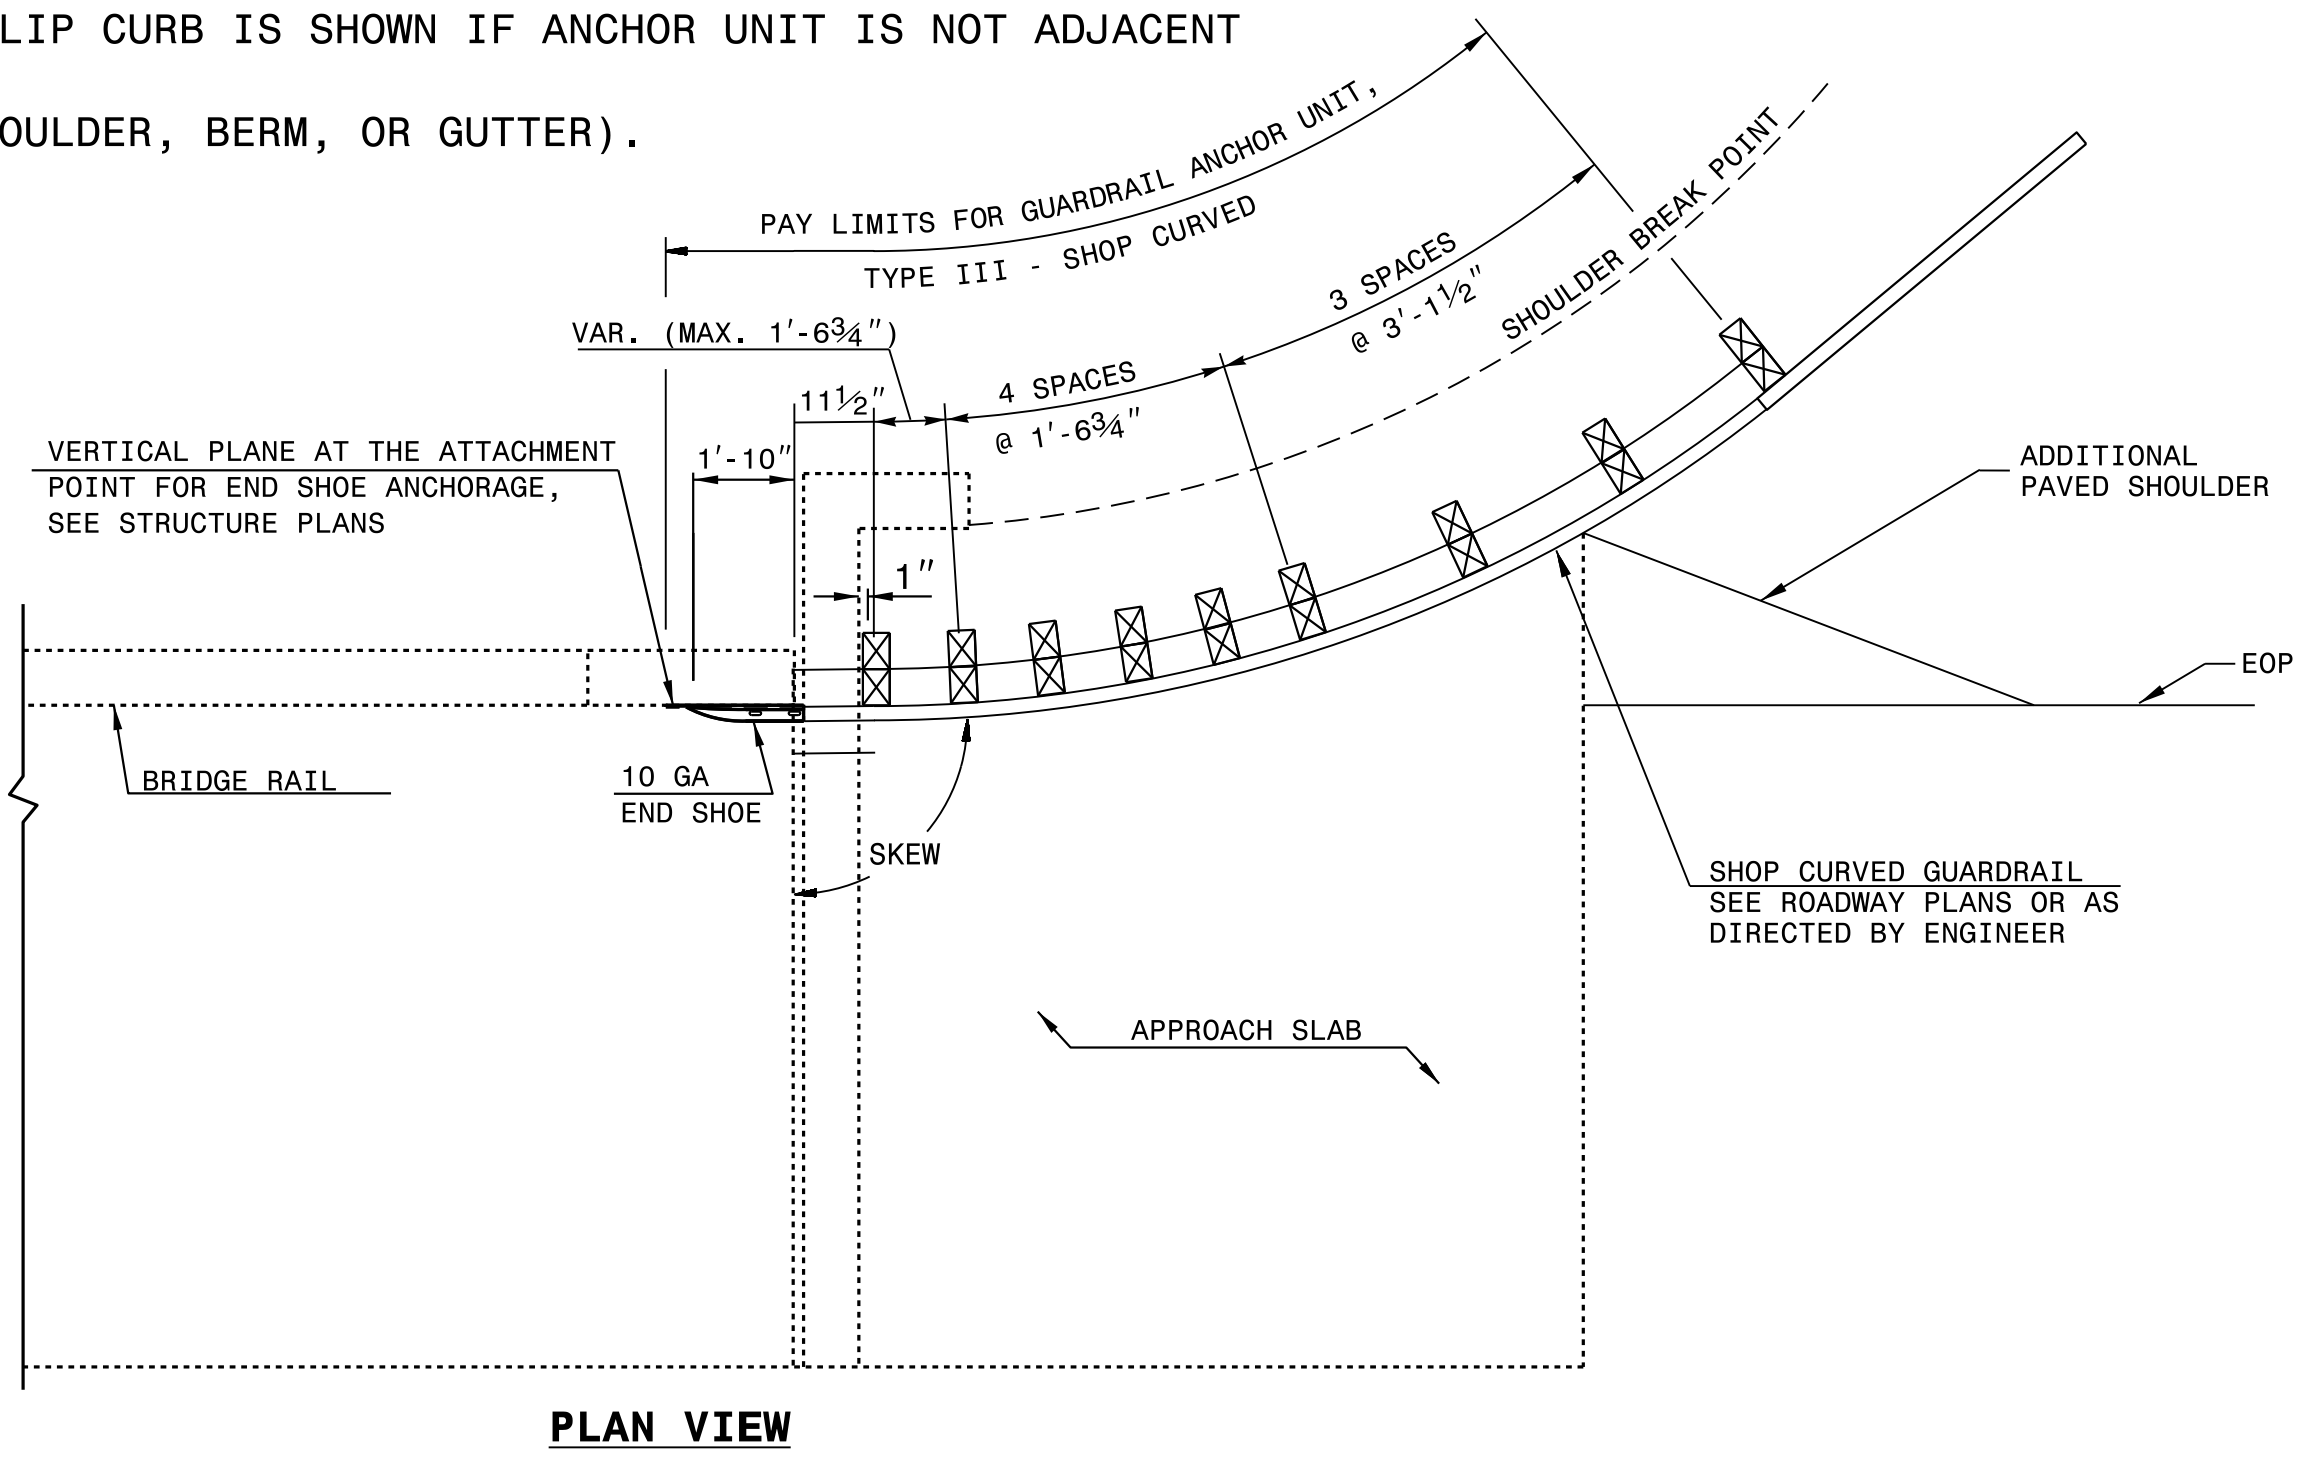 LIP CURB IS SHOWN IF ANCHOR UNIT IS NOT ADJACENT
OULDER, BERM, OR GUTTER).
PAY LIMITS FOR GUARDRAIL ANCHOR UNIT,
TYPE III - SHOP CURVED
3 SPACES
@ 3'-1½"
SHOULDER BREAK POINT
VAR. (MAX. 1'-6¾")
4 SPACES
@ 1'-6¾"
11½"
1'-10"
VERTICAL PLANE AT THE ATTACHMENT
POINT FOR END SHOE ANCHORAGE,
SEE STRUCTURE PLANS
1"
ADDITIONAL
PAVED SHOULDER
EOP
BRIDGE RAIL
10 GA
END SHOE
SKEW
SHOP CURVED GUARDRAIL
SEE ROADWAY PLANS OR AS
DIRECTED BY ENGINEER
APPROACH SLAB
PLAN VIEW